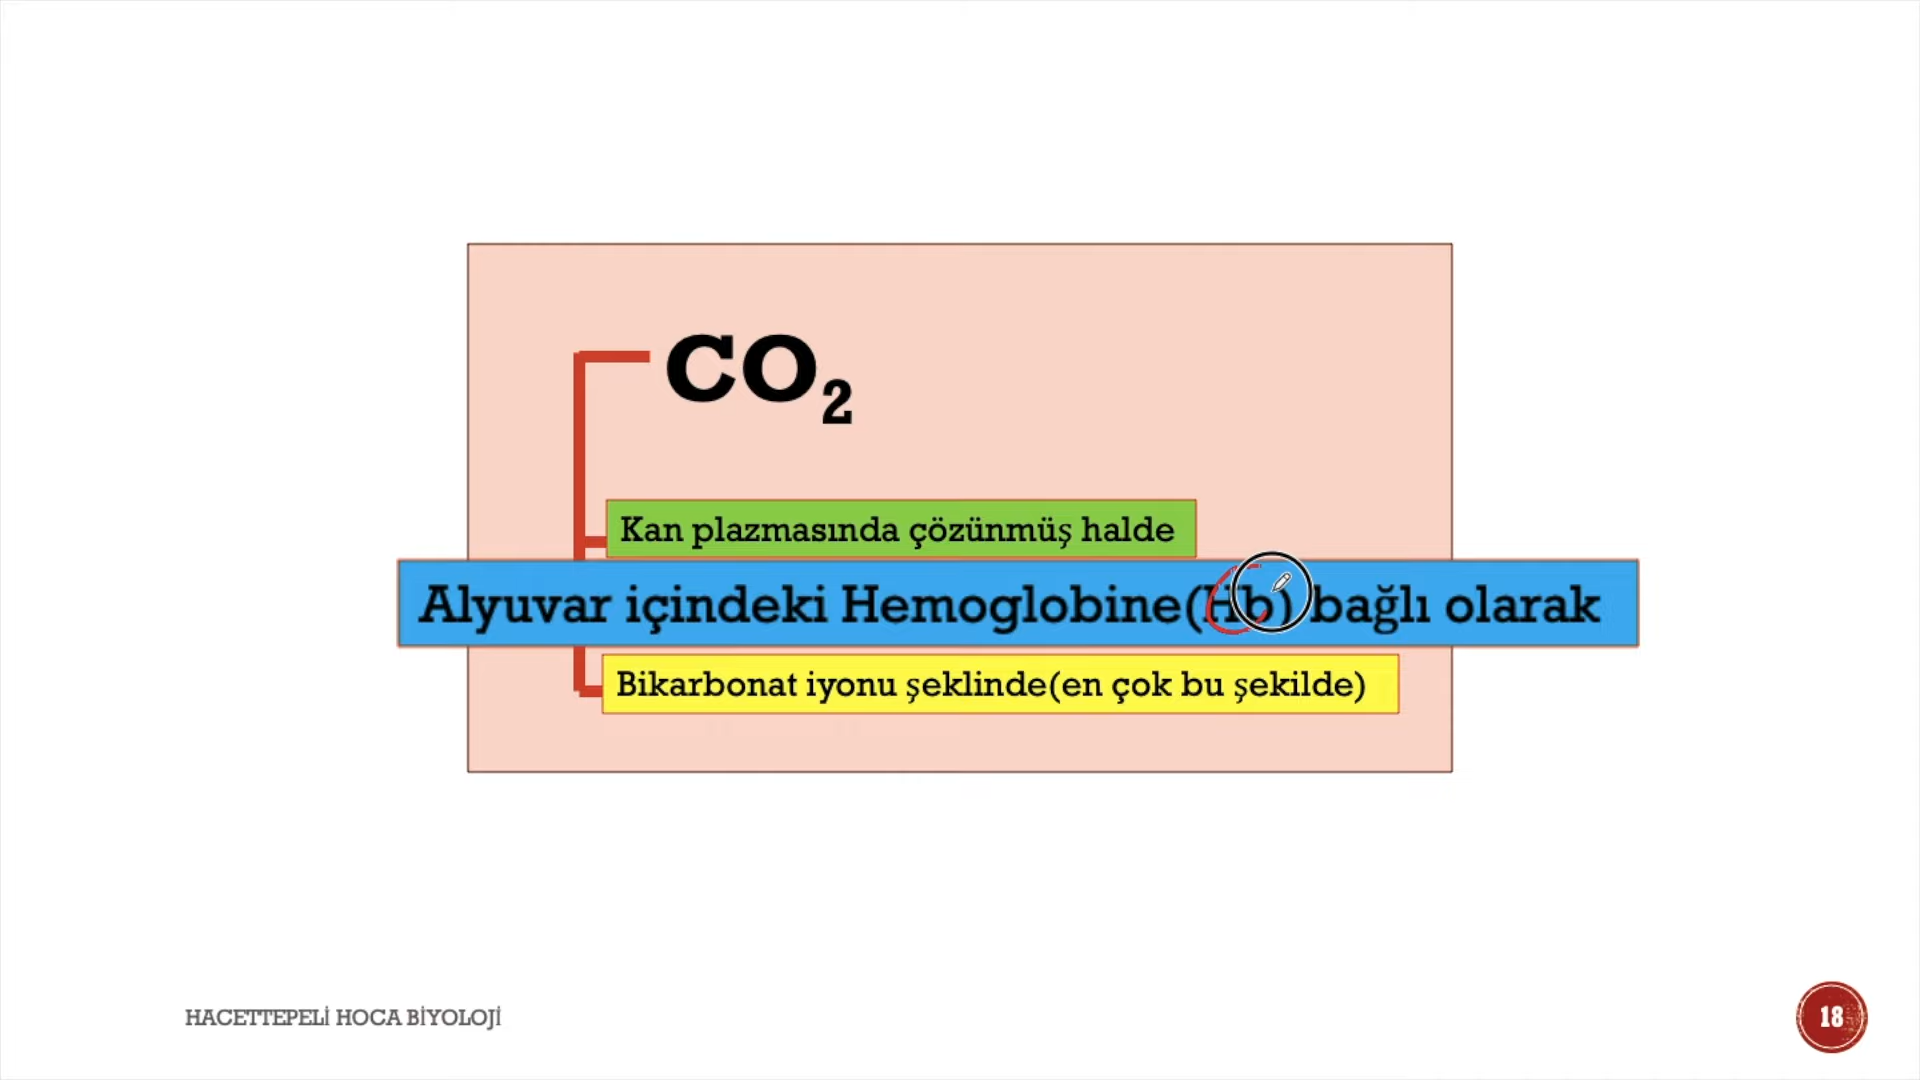 CO₂
Kan plazmasında çözünmüş halde
Alyuvar içindeki Hemoglobine(Hb) bağlı olarak
Bikarbonat iyonu şeklinde(en çok bu şekilde)
HACETTEPELİ HOCA BİYOLOJİ
18